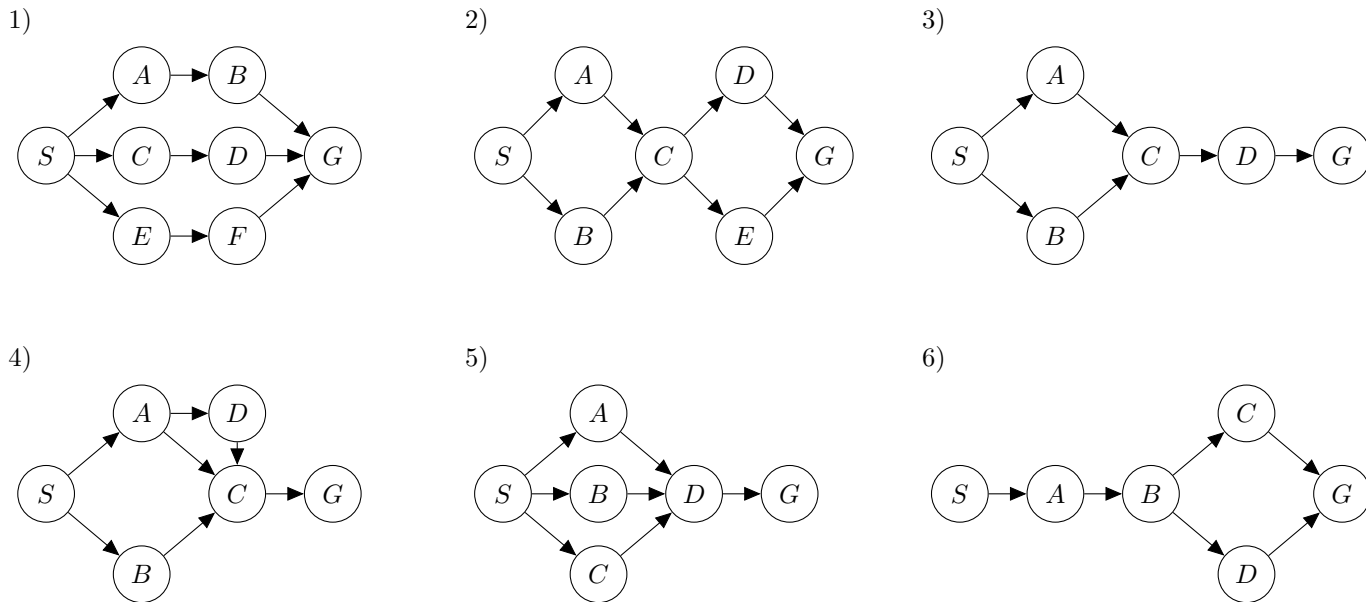 1)
A B
S C D G
E F
2)
A D
S C G
B E
3)
A
S C D G
B
4)
A D
S C G
B
5)
A
S B D G
C
6)
C
S A B G
D